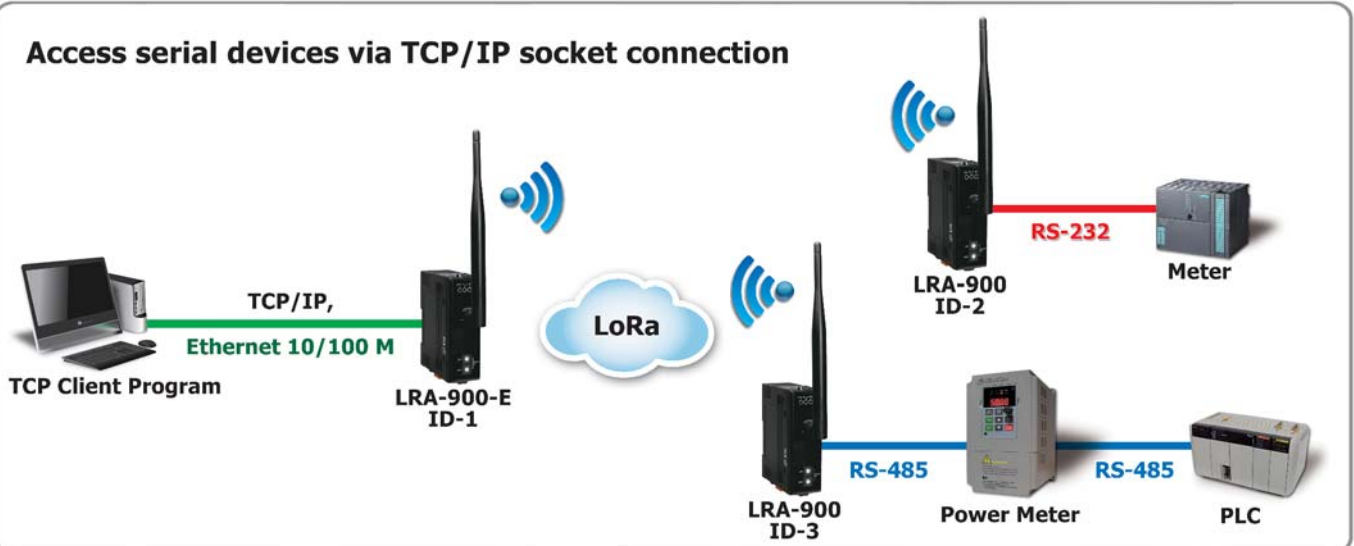 Access serial devices via TCP/IP socket connection
TCP/IP,
Ethernet 10/100 M
TCP Client Program
LRA-900-E
ID-1
LoRa
LRA-900
ID-2
RS-232
Meter
LRA-900
ID-3
RS-485
Power Meter
RS-485
PLC